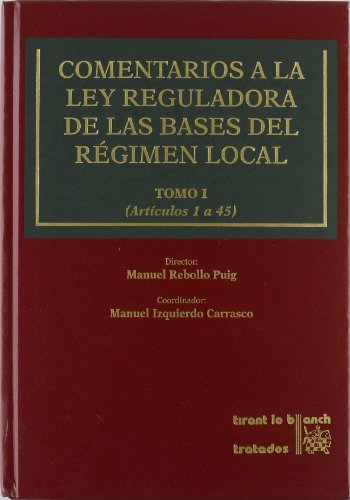 COMENTARIOS A LA
LEY REGULADORA
DE LAS BASES DEL
RÉGIMEN LOCAL
TOMO I
(Artículos 1 a 45)
Director:
Manuel Rebollo Puig
Coordinador:
Manuel Izquierdo Carrasco
tirant lo blanch
tratados